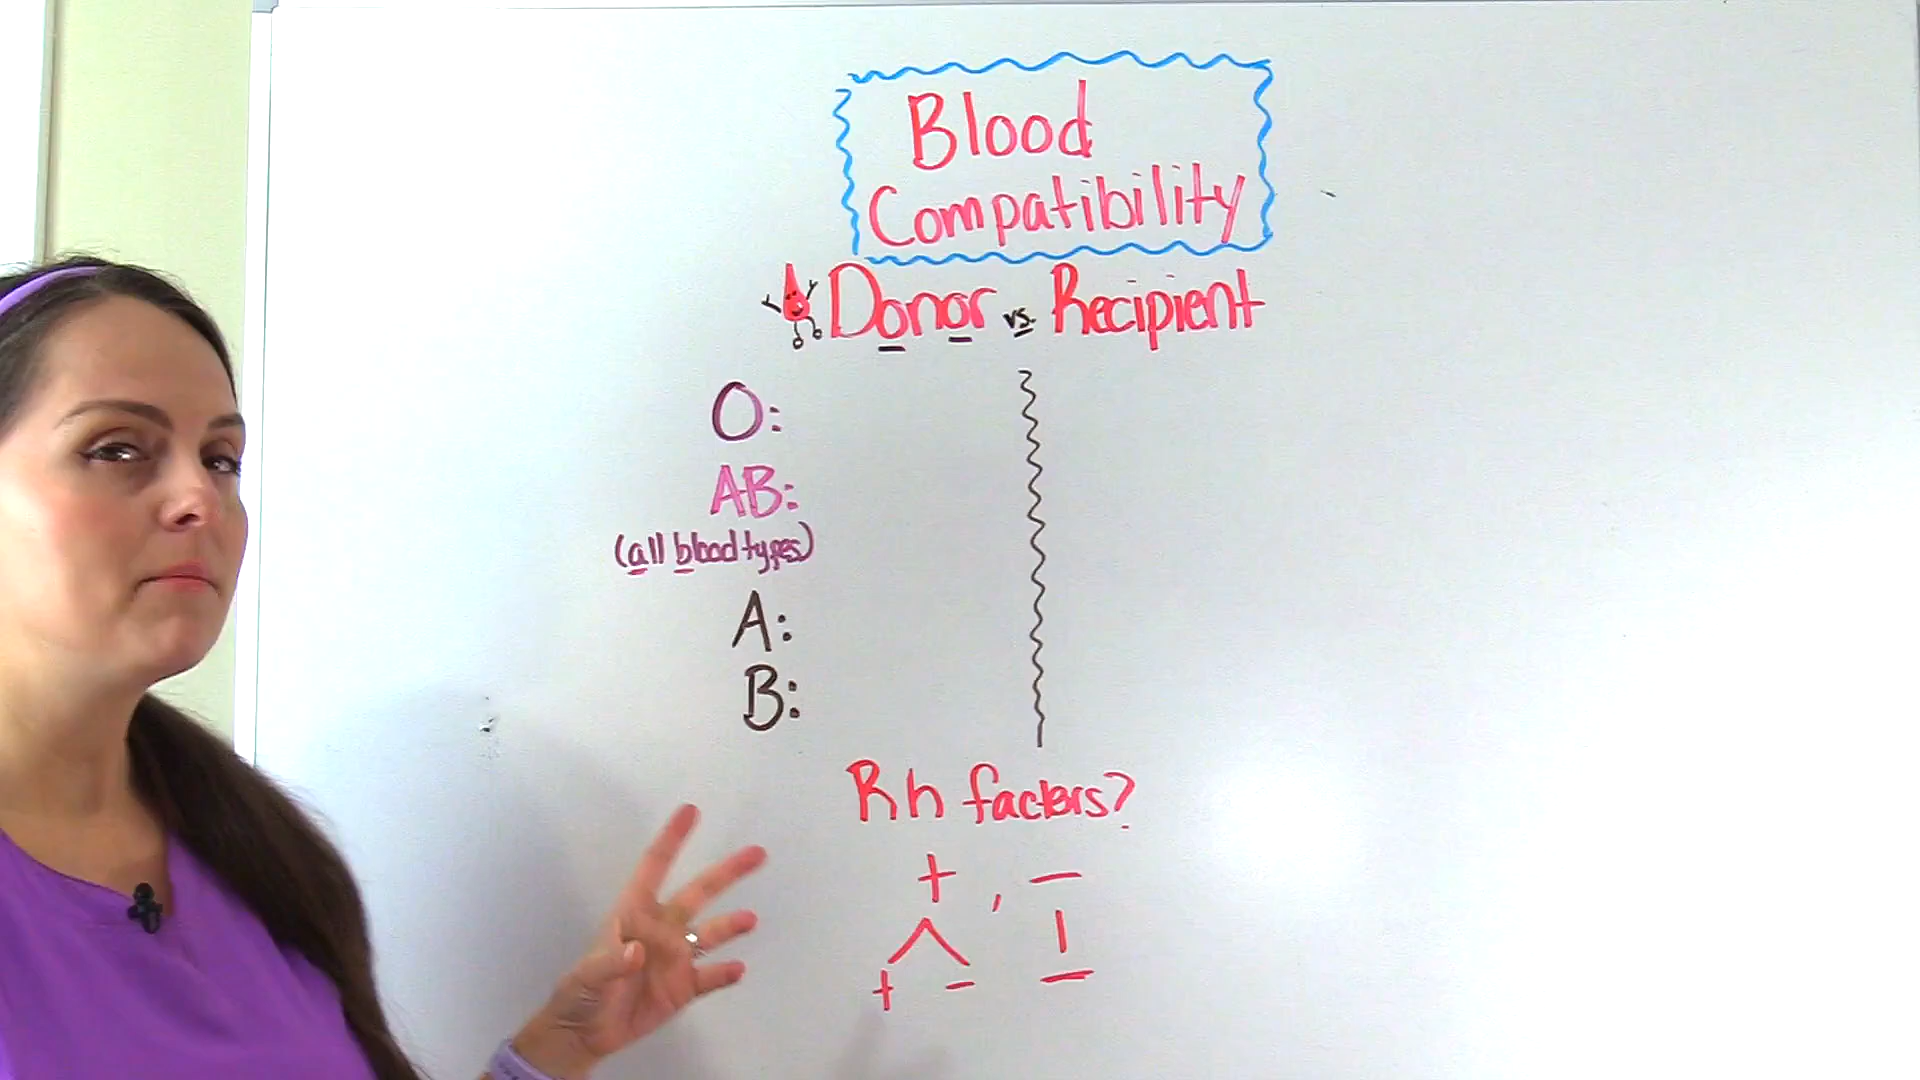 Blood
Compatibility
Donor vs. Recipient
O:
AB:
(all blood types)
A:
B:
Rh factors?
+ , —
+ − −